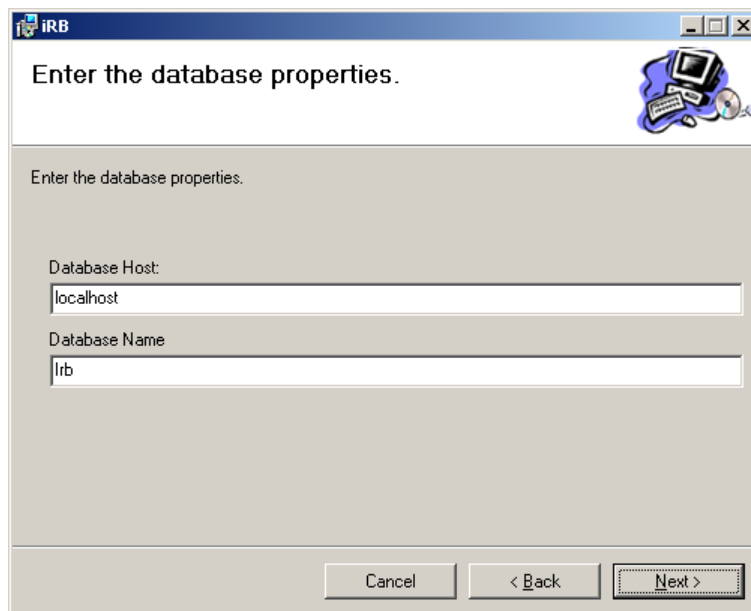 iRB
Enter the database properties.
Enter the database properties.
Database Host:
localhost
Database Name
Irb
Cancel
< Back
Next >